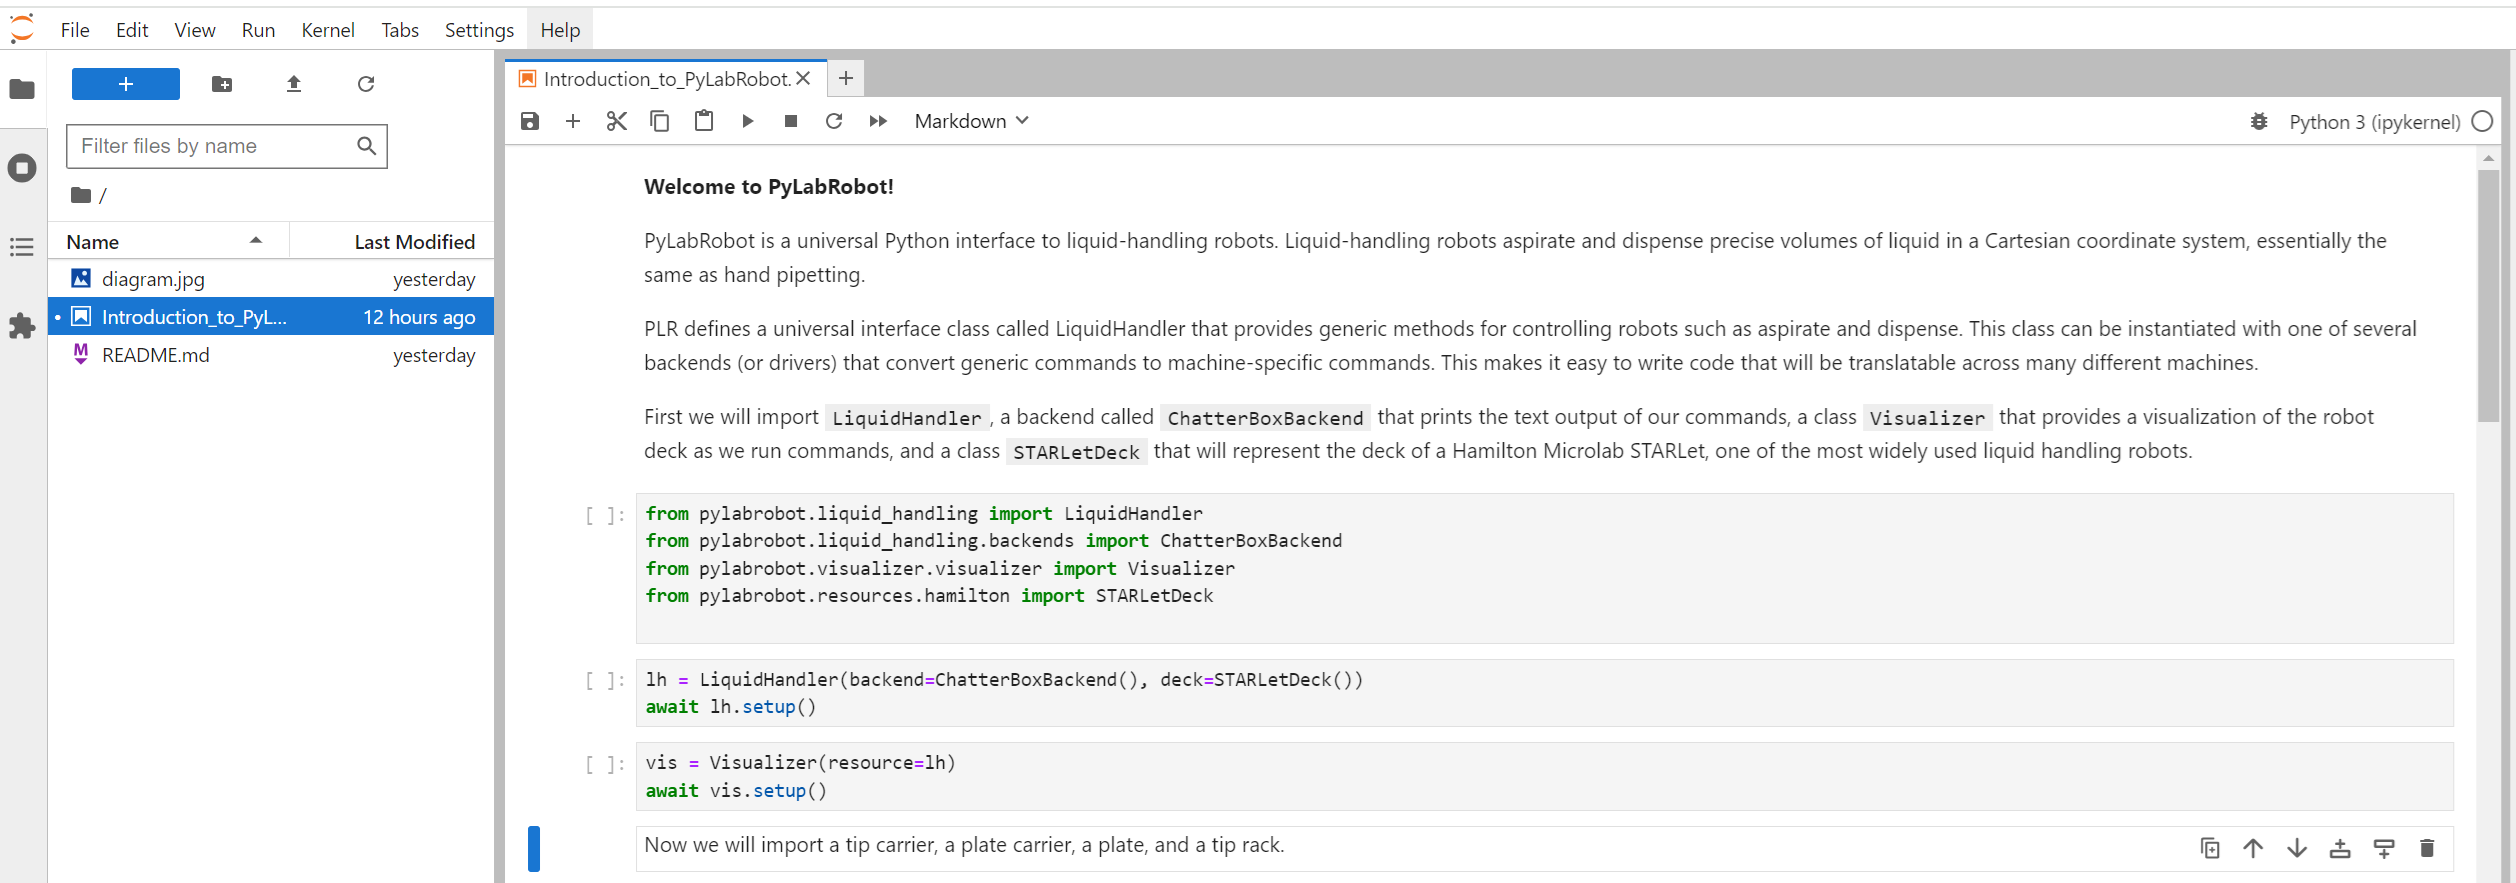 File Edit View Run Kernel Tabs Settings Help
Filter files by name
/
Name Last Modified
diagram.jpg yesterday
Introduction_to_PyL... 12 hours ago
README.md yesterday
Introduction_to_PyLabRobot.
Markdown
Python 3 (ipykernel)
Welcome to PyLabRobot!
PyLabRobot is a universal Python interface to liquid-handling robots. Liquid-handling robots aspirate and dispense precise volumes of liquid in a Cartesian coordinate system, essentially the
same as hand pipetting.
PLR defines a universal interface class called LiquidHandler that provides generic methods for controlling robots such as aspirate and dispense. This class can be instantiated with one of several
backends (or drivers) that convert generic commands to machine-specific commands. This makes it easy to write code that will be translatable across many different machines.
First we will import LiquidHandler, a backend called ChatterBoxBackend that prints the text output of our commands, a class Visualizer that provides a visualization of the robot
deck as we run commands, and a class STARLetDeck that will represent the deck of a Hamilton Microlab STARLet, one of the most widely used liquid handling robots.
[ ]: from pylabrobot.liquid_handling import LiquidHandler
from pylabrobot.liquid_handling.backends import ChatterBoxBackend
from pylabrobot.visualizer.visualizer import Visualizer
from pylabrobot.resources.hamilton import STARLetDeck
[ ]: lh = LiquidHandler(backend=ChatterBoxBackend(), deck=STARLetDeck())
await lh.setup()
[ ]: vis = Visualizer(resource=lh)
await vis.setup()
Now we will import a tip carrier, a plate carrier, a plate, and a tip rack.